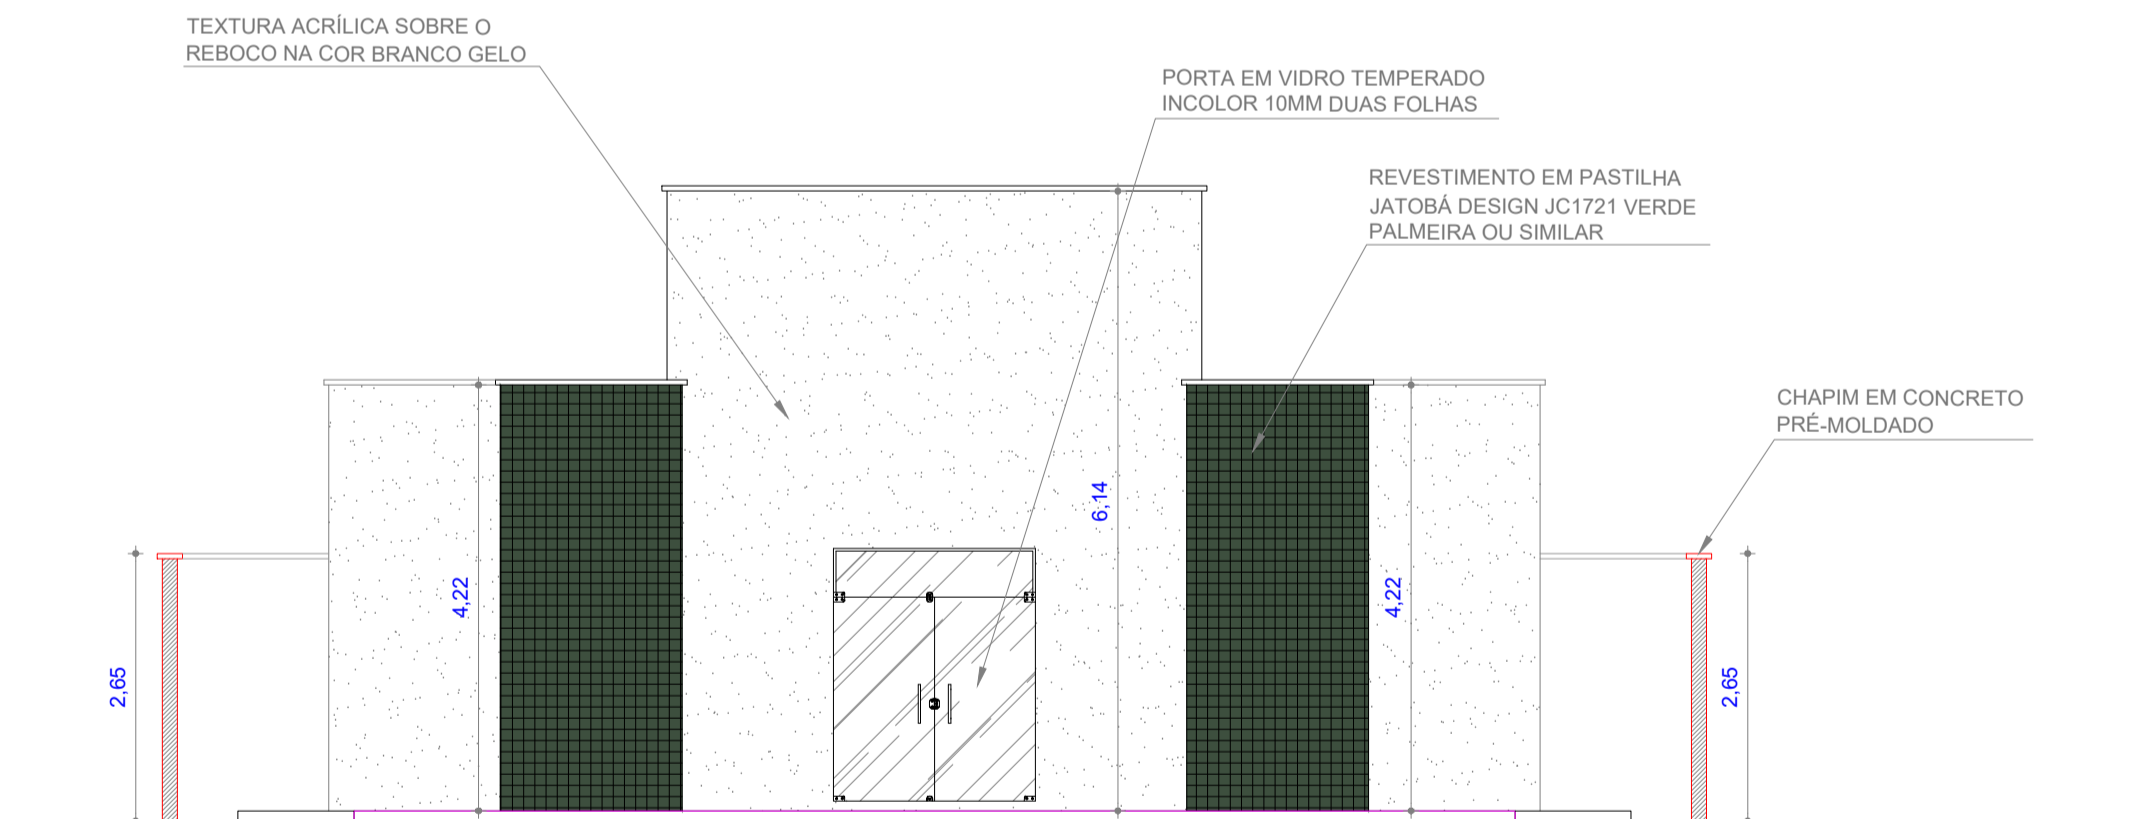 TEXTURA ACRÍLICA SOBRE O
REBOCO NA COR BRANCO GELO
PORTA EM VIDRO TEMPERADO
INCOLOR 10MM DUAS FOLHAS
REVESTIMENTO EM PASTILHA
JATOBÁ DESIGN JC1721 VERDE
PALMEIRA OU SIMILAR
CHAPIM EM CONCRETO
PRÉ-MOLDADO
2,65
4,22
6,14
4,22
2,65